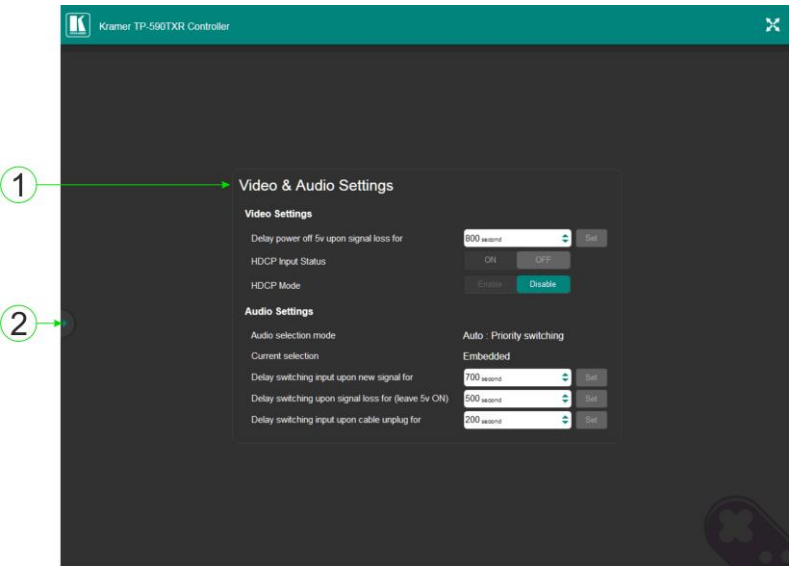 Kramer TP-590TXR Controller
1
Video & Audio Settings
Video Settings
Delay power off 5v upon signal loss for 800 second Set
HDCP Input Status ON OFF
2
HDCP Mode Enable Disable
Audio Settings
Audio selection mode Auto : Priority switching
Current selection Embedded
Delay switching input upon new signal for 700 second Set
Delay switching upon signal loss for (leave 5v ON) 500 second Set
Delay switching input upon cable unplug for 200 second Set